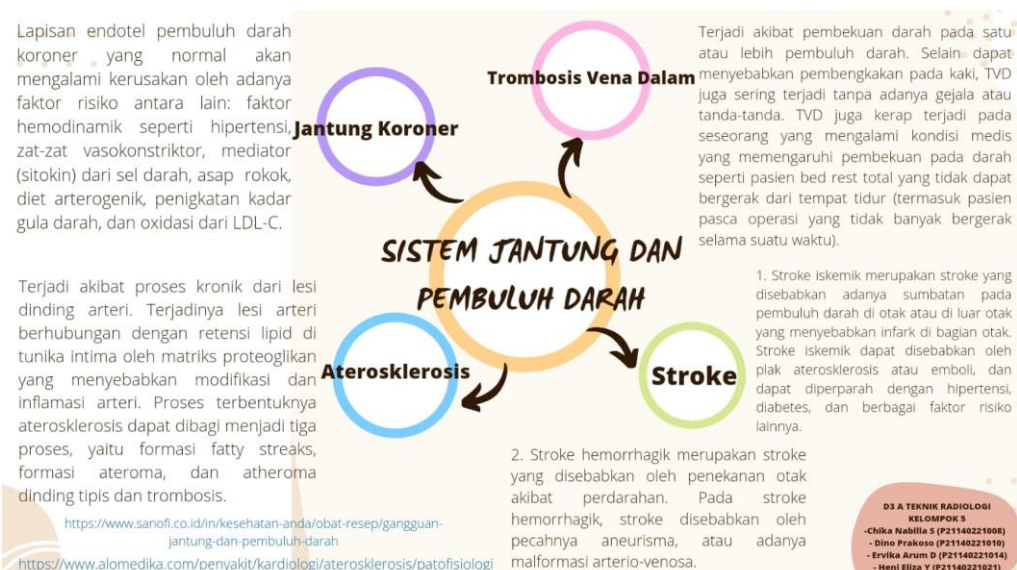 Lapisan endotel pembuluh darah
koroner yang normal akan
mengalami kerusakan oleh adanya
faktor risiko antara lain: faktor
hemodinamik seperti hipertensi,
zat-zat vasokonstriktor, mediator
(sitokin) dari sel darah, asap rokok,
diet arterogenik, penigkatan kadar
gula darah, dan oxidasi dari LDL-C.
Jantung Koroner
Trombosis Vena Dalam
Terjadi akibat pembekuan darah pada satu
atau lebih pembuluh darah. Selain dapat
menyebabkan pembengkakan pada kaki, TVD
juga sering terjadi tanpa adanya gejala atau
tanda-tanda. TVD juga kerap terjadi pada
seseorang yang mengalami kondisi medis
yang memengaruhi pembekuan pada darah
seperti pasien bed rest total yang tidak dapat
bergerak dari tempat tidur (termasuk pasien
pasca operasi yang tidak banyak bergerak
selama suatu waktu).
SISTEM JANTUNG DAN
PEMBULUH DARAH
Terjadi akibat proses kronik dari lesi
dinding arteri. Terjadinya lesi arteri
berhubungan dengan retensi lipid di
tunika intima oleh matriks proteoglikan
yang menyebabkan modifikasi dan
inflamasi arteri. Proses terbentuknya
aterosklerosis dapat dibagi menjadi tiga
proses, yaitu formasi fatty streaks,
formasi ateroma, dan atheroma
dinding tipis dan trombosis.
Aterosklerosis
Stroke
1. Stroke iskemik merupakan stroke yang
disebabkan adanya sumbatan pada
pembuluh darah di otak atau di luar otak
yang menyebabkan infark di bagian otak.
Stroke iskemik dapat disebabkan oleh
plak aterosklerosis atau emboli, dan
dapat diperparah dengan hipertensi,
diabetes, dan berbagai faktor risiko
lainnya.
2. Stroke hemorrhagik merupakan stroke
yang disebabkan oleh penekanan otak
akibat perdarahan. Pada stroke
hemorrhagik, stroke disebabkan oleh
pecahnya aneurisma, atau adanya
malformasi arterio-venosa.
https://www.sanofi.co.id/in/kesehatan-anda/obat-resep/gangguan-
jantung-dan-pembuluh-darah
https://www.alomedika.com/penyakit/kardiologi/aterosklerosis/patofisiologi
D3 A TEKNIK RADIOLOGI
KELOMPOK 5
-Chika Nabilla S (P21140221008)
- Dino Prakoso (P21140221010)
- Ervika Arum D (P21140221014)
- Heni Eliza Y (P21140221021)